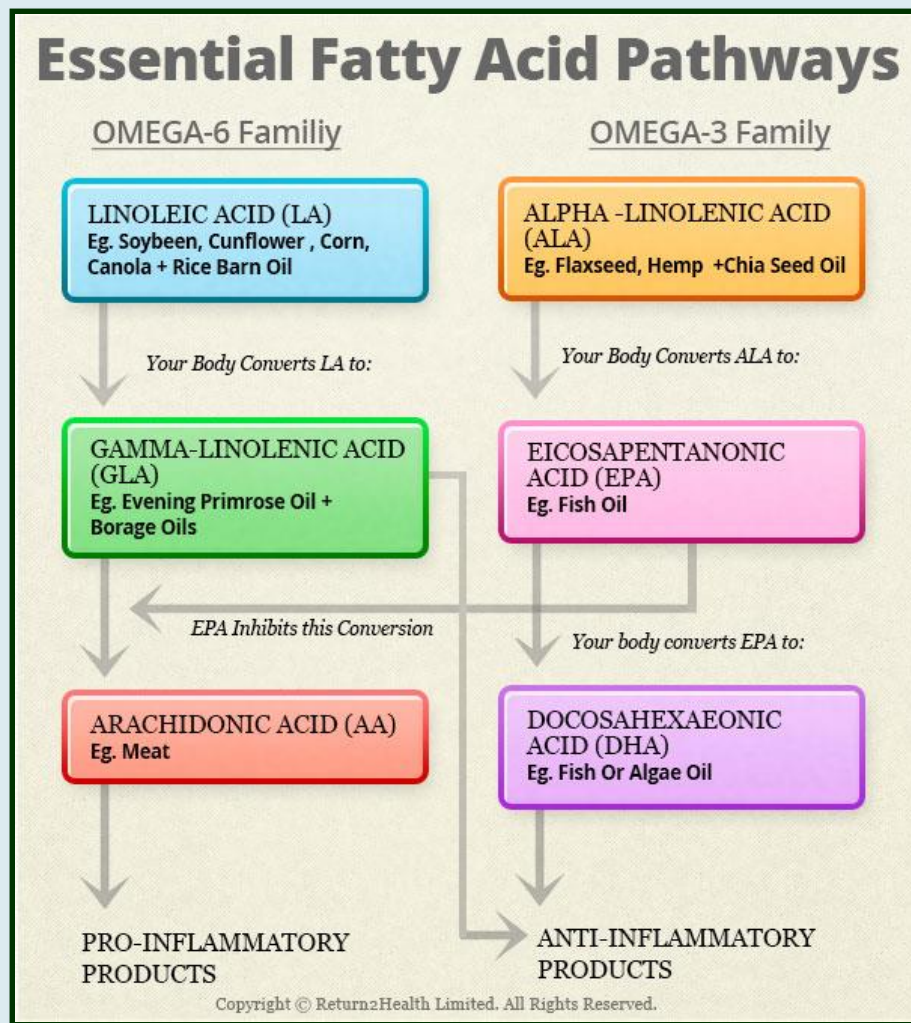 Essential Fatty Acid Pathways
OMEGA-6 Familiy
OMEGA-3 Family
LINOLEIC ACID (LA)
Eg. Soybeen, Cunflower , Corn,
Canola + Rice Barn Oil
ALPHA -LINOLENIC ACID
(ALA)
Eg. Flaxseed, Hemp +Chia Seed Oil
Your Body Converts LA to:
Your Body Converts ALA to:
GAMMA-LINOLENIC ACID
(GLA)
Eg. Evening Primrose Oil +
Borage Oils
EICOSAPENTANONIC
ACID (EPA)
Eg. Fish Oil
EPA Inhibits this Conversion
Your body converts EPA to:
ARACHIDONIC ACID (AA)
Eg. Meat
DOCOSAHEXAEONIC
ACID (DHA)
Eg. Fish Or Algae Oil
PRO-INFLAMMATORY
PRODUCTS
ANTI-INFLAMMATORY
PRODUCTS
Copyright © Return2Health Limited. All Rights Reserved.